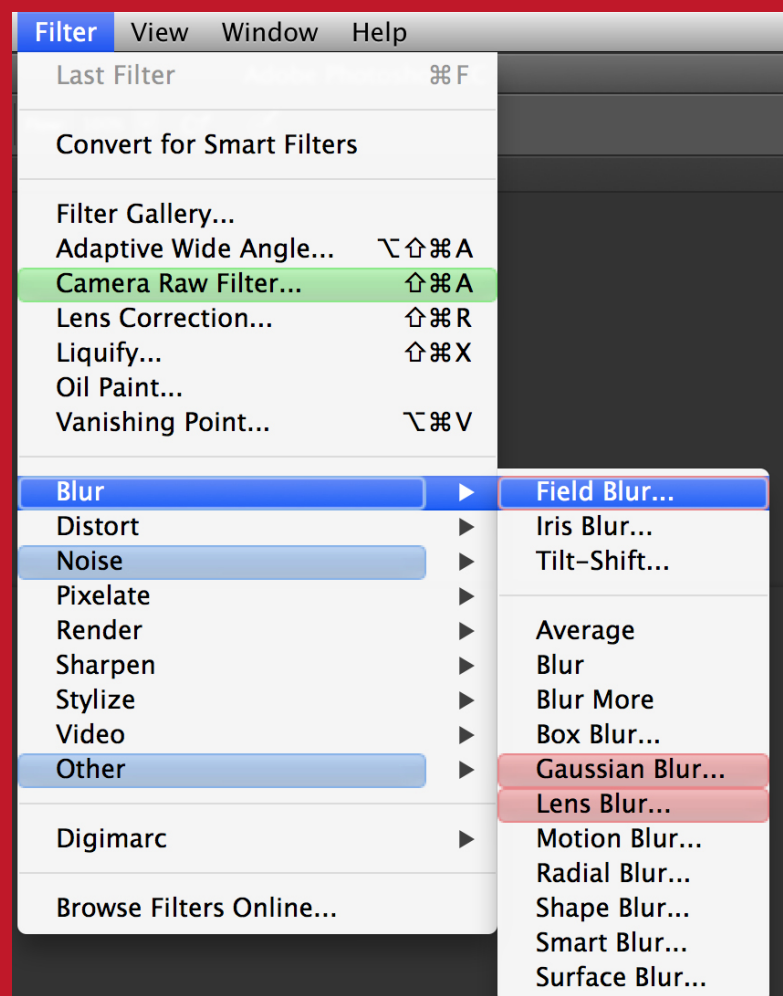 Filter View Window Help
Last Filter ⌘F
Convert for Smart Filters
Filter Gallery...
Adaptive Wide Angle... ⌥⇧⌘A
Camera Raw Filter... ⇧⌘A
Lens Correction... ⇧⌘R
Liquify... ⇧⌘X
Oil Paint...
Vanishing Point... ⌥⌘V
Blur
Distort
Noise
Pixelate
Render
Sharpen
Stylize
Video
Other
Digimarc
Browse Filters Online...
Field Blur...
Iris Blur...
Tilt-Shift...
Average
Blur
Blur More
Box Blur...
Gaussian Blur...
Lens Blur...
Motion Blur...
Radial Blur...
Shape Blur...
Smart Blur...
Surface Blur...